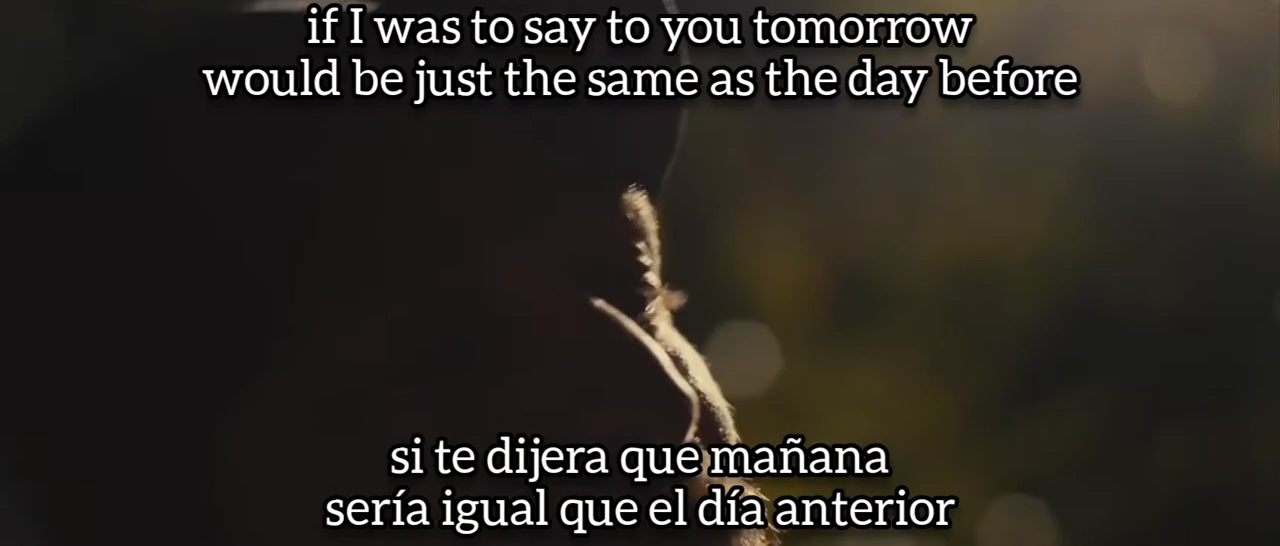 if I was to say to you tomorrow
would be just the same as the day before
si te dijera que mañana
sería igual que el día anterior